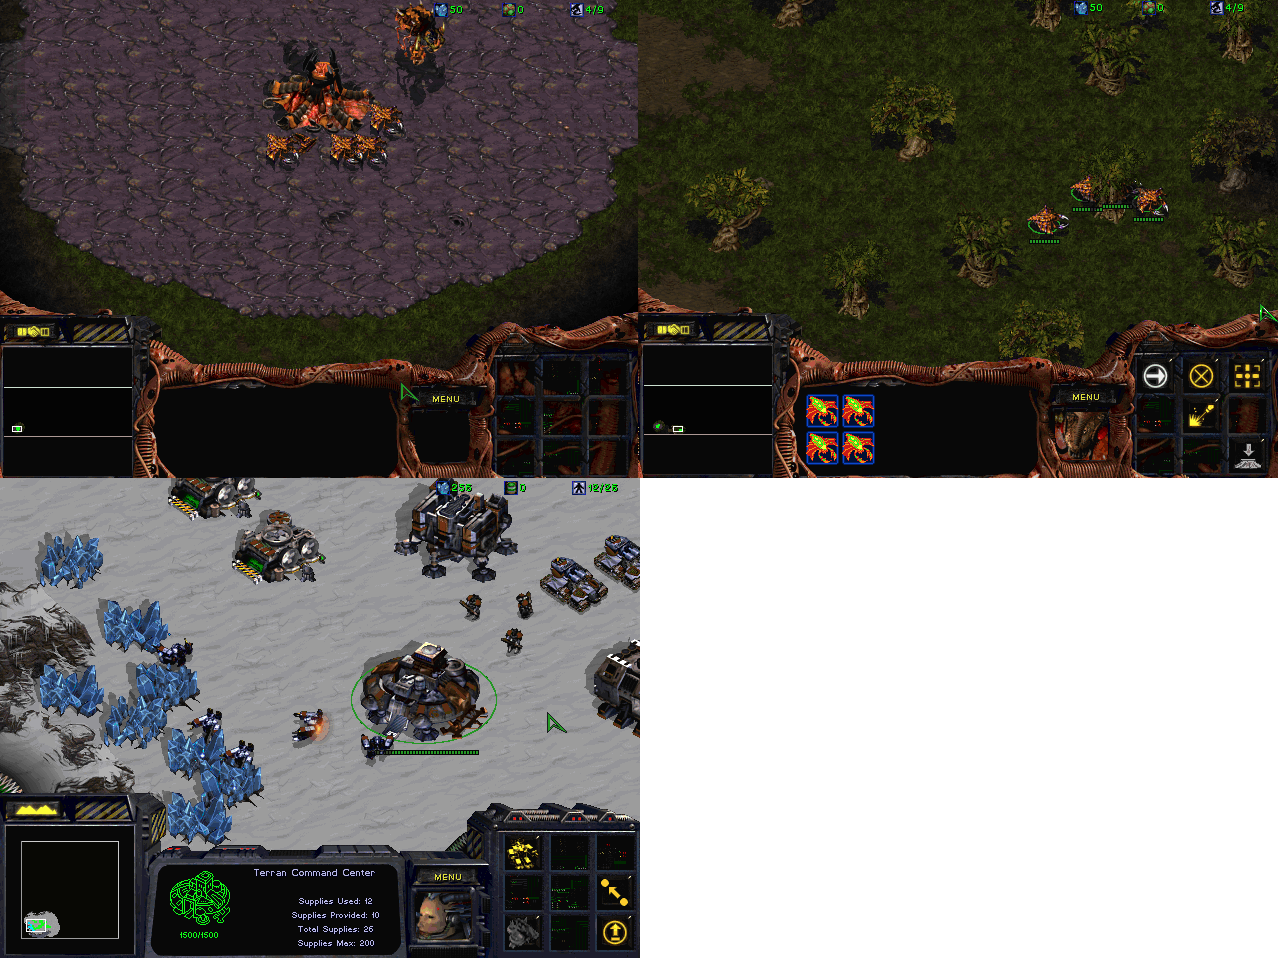 50 0 4/9
50 0 4/9
MENU
MENU
256 0 12/26
Terran Command Center
Supplies Used: 12
Supplies Provided: 10
Total Supplies: 26
Supplies Max: 200
1500/1500
MENU